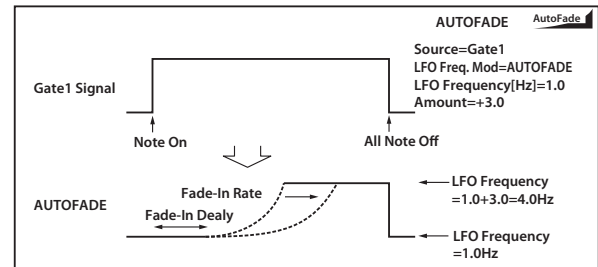 AUTOFADE
AutoFade
Source=Gate1
LFO Freq. Mod=AUTOFADE
LFO Frequency[Hz]=1.0
Amount=+3.0
Gate1 Signal
Note On
All Note Off
AUTOFADE
Fade-In Rate
Fade-In Dealy
LFO Frequency
=1.0+3.0=4.0Hz
LFO Frequency
=1.0Hz